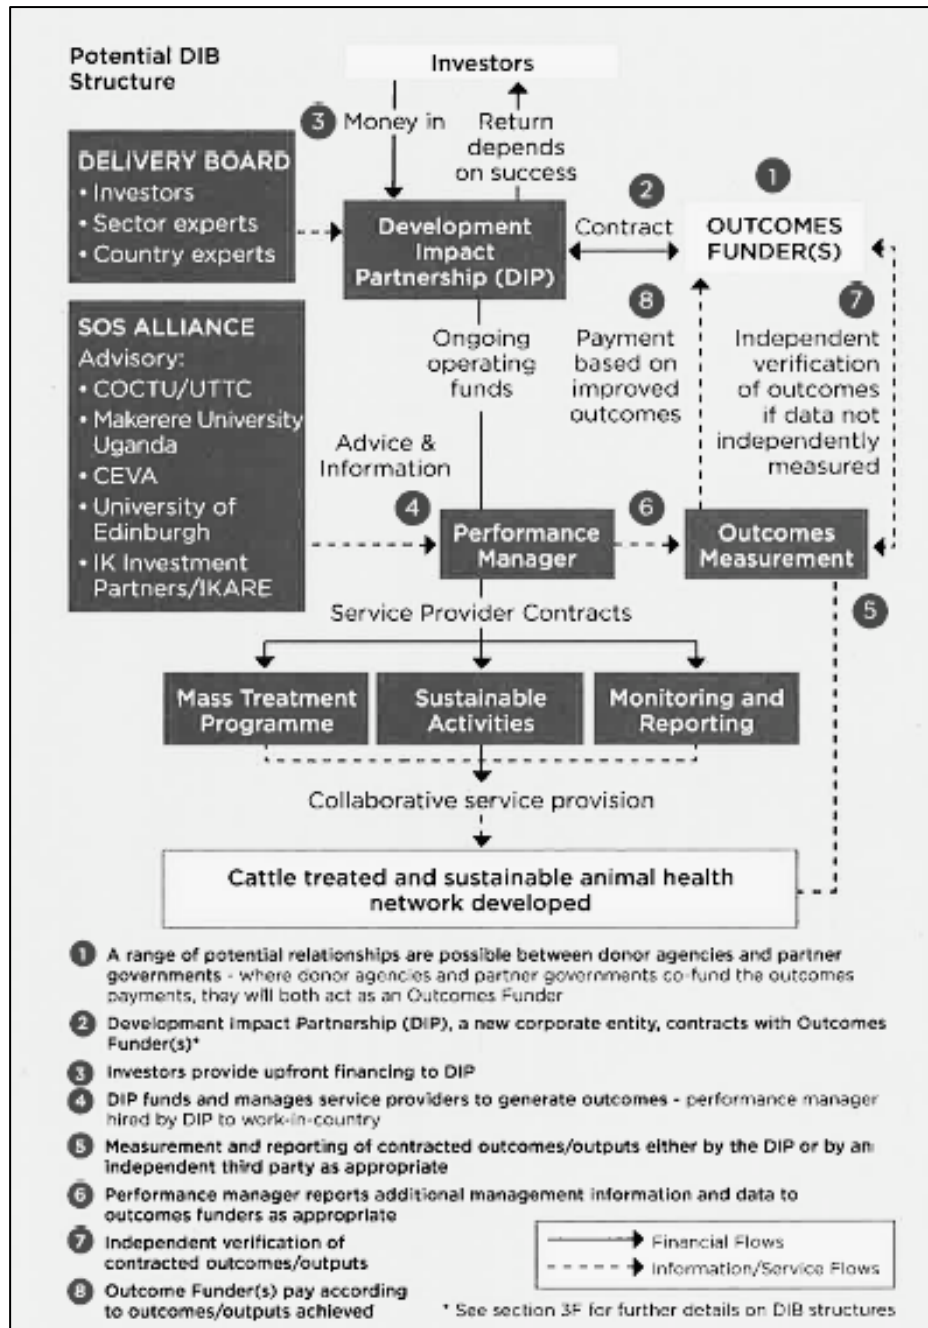 Potential DIB
Structure
Investors
3
Money in
Return
depends
on success
DELIVERY BOARD
• Investors
• Sector experts
• Country experts
Development
Impact
Partnership (DIP)
2
Contract
1
OUTCOMES
FUNDER(S)
SOS ALLIANCE
Advisory:
• COCTU/UTTC
• Makerere University
Uganda
• CEVA
• University of
Edinburgh
• IK Investment
Partners/IKARE
Ongoing
operating
funds
8
Payment
based on
improved
outcomes
7
Independent
verification
of outcomes
if data not
independently
measured
Advice &
Information
4
Performance
Manager
6
Outcomes
Measurement
5
Service Provider Contracts
Mass Treatment
Programme
Sustainable
Activities
Monitoring and
Reporting
Collaborative service provision
Cattle treated and sustainable animal health
network developed
1 A range of potential relationships are possible between donor agencies and partner
governments - where donor agencies and partner governments co-fund the outcomes
payments, they will both act as an Outcomes Funder
2 Development Impact Partnership (DIP), a new corporate entity, contracts with Outcomes
Funder(s)*
3 Investors provide upfront financing to DIP
4 DIP funds and manages service providers to generate outcomes - performance manager
hired by DIP to work-in-country
5 Measurement and reporting of contracted outcomes/outputs either by the DIP or by an
independent third party as appropriate
6 Performance manager reports additional management information and data to
outcomes funders as appropriate
7 Independent verification of
contracted outcomes/outputs
8 Outcome Funder(s) pay according
to outcomes/outputs achieved
Financial Flows
Information/Service Flows
* See section 3F for further details on DIB structures